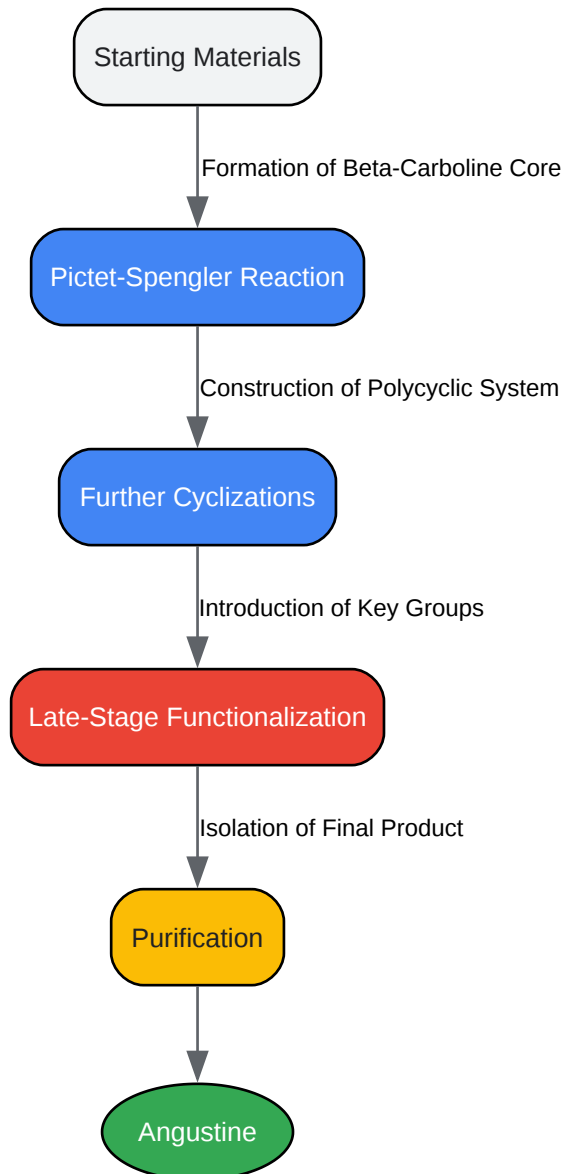 Starting Materials
Formation of Beta-Carboline Core
Pictet-Spengler Reaction
Construction of Polycyclic System
Further Cyclizations
Introduction of Key Groups
Late-Stage Functionalization
Isolation of Final Product
Purification
Angustine